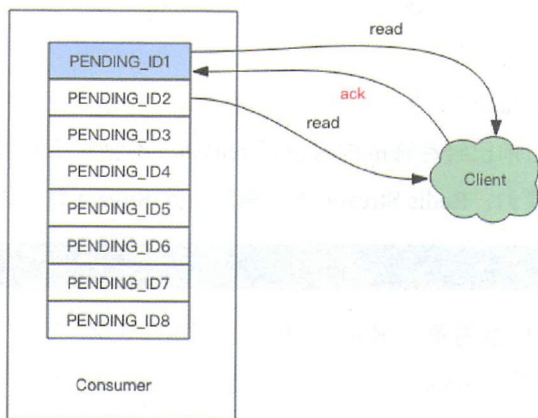 read
PENDING_ID1
ack
PENDING_ID2
read
PENDING_ID3
PENDING_ID4
Client
PENDING_ID5
PENDING_ID6
PENDING_ID7
PENDING_ID8
Consumer